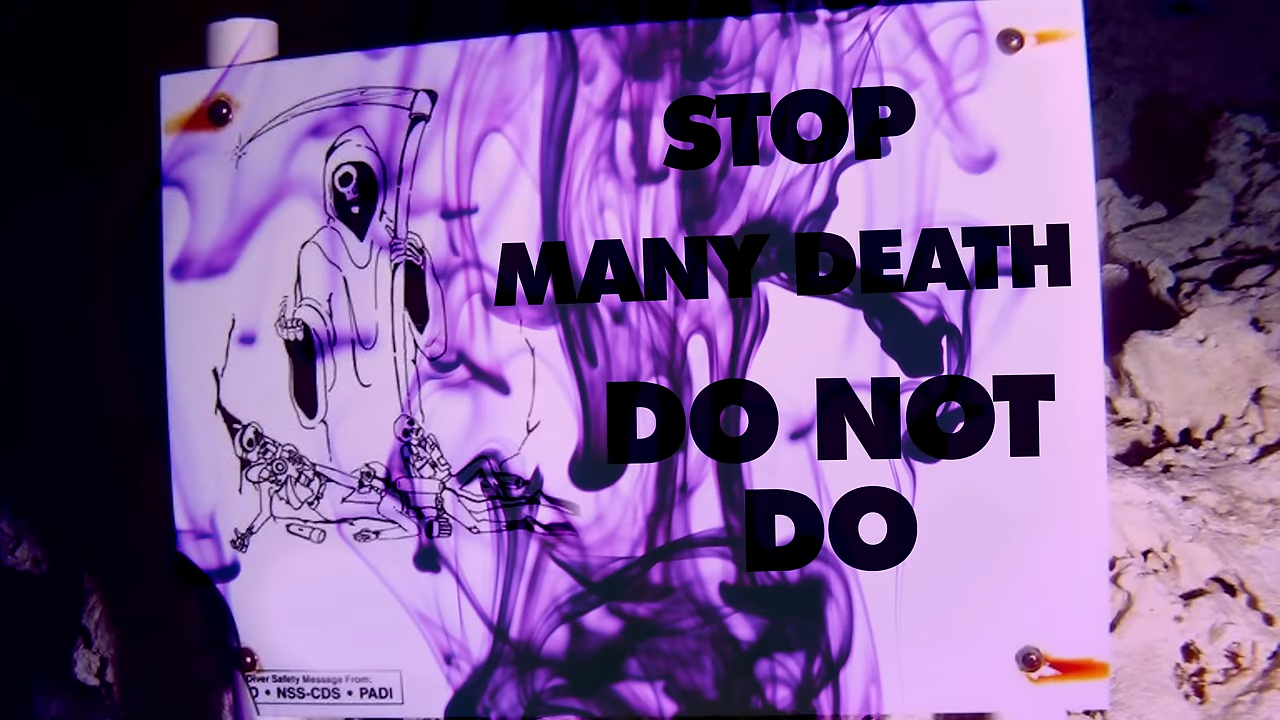 STOP
MANY DEATH
DO NOT
DO
Diver Safety Message From:
• NSS-CDS • PADI